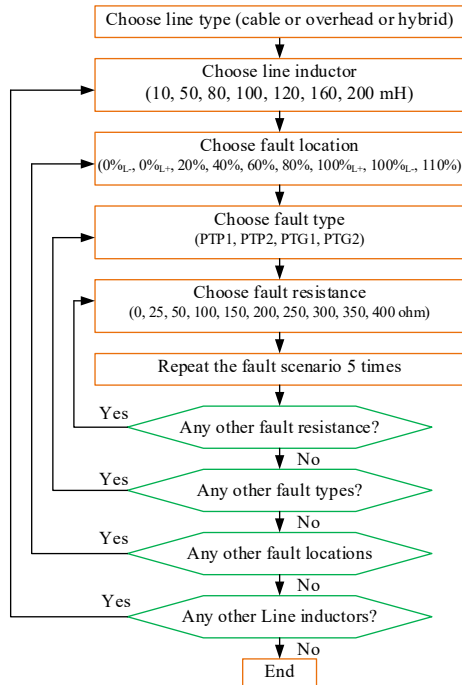 Choose line type (cable or overhead or hybrid)
Choose line inductor
(10, 50, 80, 100, 120, 160, 200 mH)
Choose fault location
(0%L-, 0%L+, 20%, 40%, 60%, 80%, 100%L+, 100%L-, 110%)
Choose fault type
(PTP1, PTP2, PTG1, PTG2)
Choose fault resistance
(0, 25, 50, 100, 150, 200, 250, 300, 350, 400 ohm)
Repeat the fault scenario 5 times
Yes
Any other fault resistance?
No
Yes
Any other fault types?
No
Yes
Any other fault locations
No
Yes
Any other Line inductors?
No
End